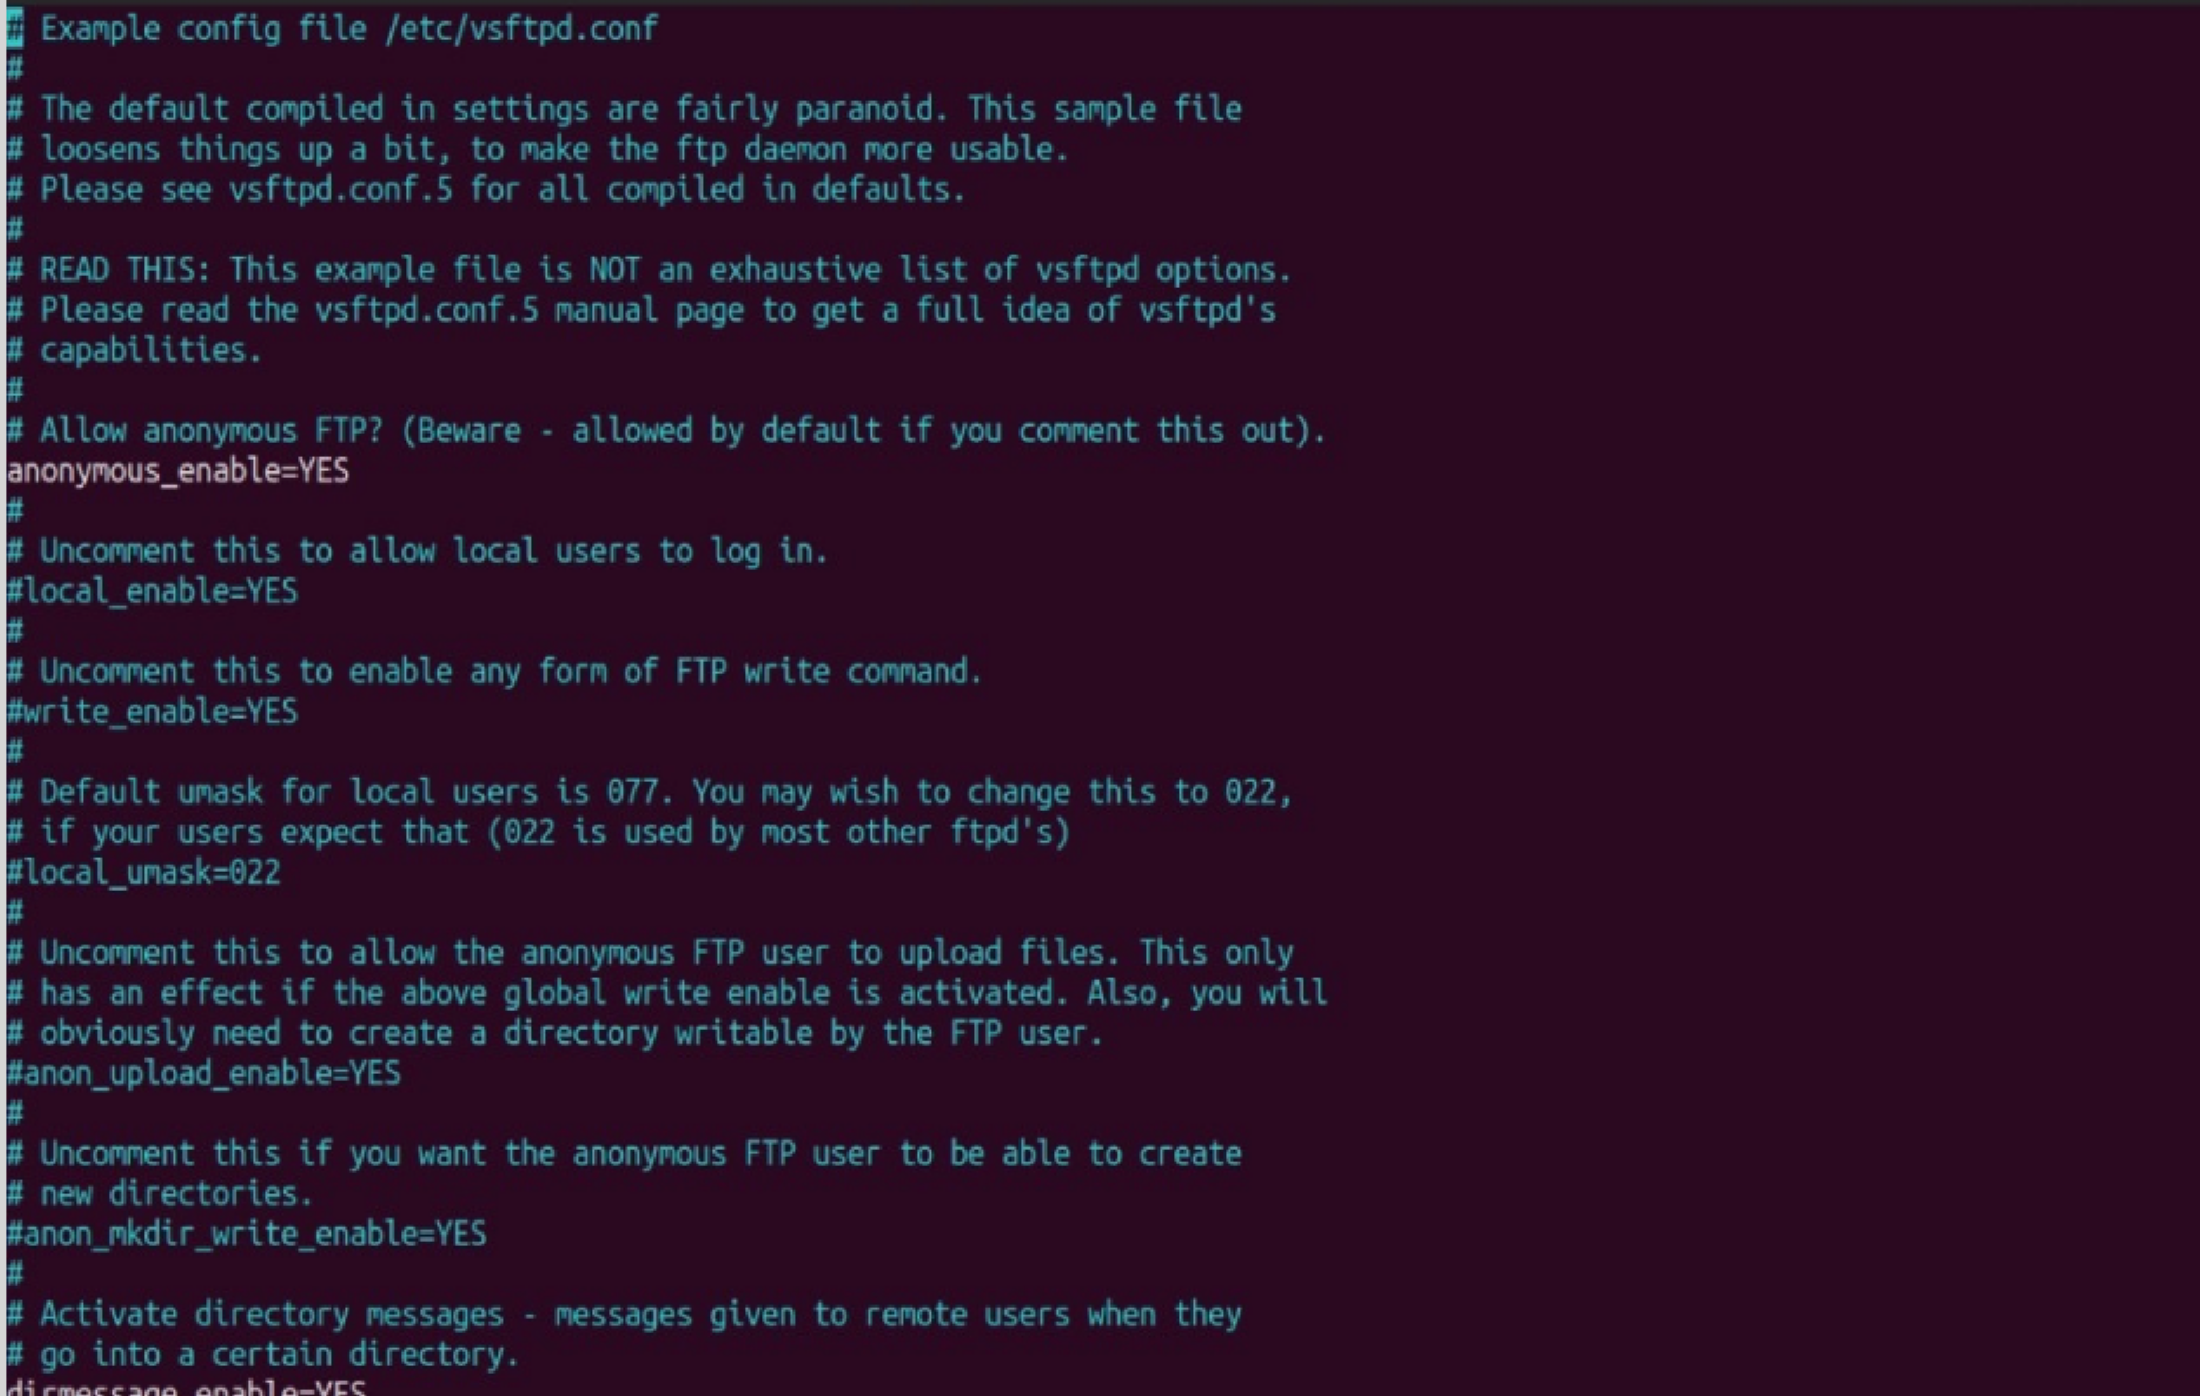 # Example config file /etc/vsftpd.conf
#
# The default compiled in settings are fairly paranoid. This sample file
# loosens things up a bit, to make the ftp daemon more usable.
# Please see vsftpd.conf.5 for all compiled in defaults.
#
# READ THIS: This example file is NOT an exhaustive list of vsftpd options.
# Please read the vsftpd.conf.5 manual page to get a full idea of vsftpd's
# capabilities.
#
# Allow anonymous FTP? (Beware - allowed by default if you comment this out).
anonymous_enable=YES
#
# Uncomment this to allow local users to log in.
#local_enable=YES
#
# Uncomment this to enable any form of FTP write command.
#write_enable=YES
#
# Default umask for local users is 077. You may wish to change this to 022,
# if your users expect that (022 is used by most other ftpd's)
#local_umask=022
#
# Uncomment this to allow the anonymous FTP user to upload files. This only
# has an effect if the above global write enable is activated. Also, you will
# obviously need to create a directory writable by the FTP user.
#anon_upload_enable=YES
#
# Uncomment this if you want the anonymous FTP user to be able to create
# new directories.
#anon_mkdir_write_enable=YES
#
# Activate directory messages - messages given to remote users when they
# go into a certain directory.
dirmessage_enable=YES